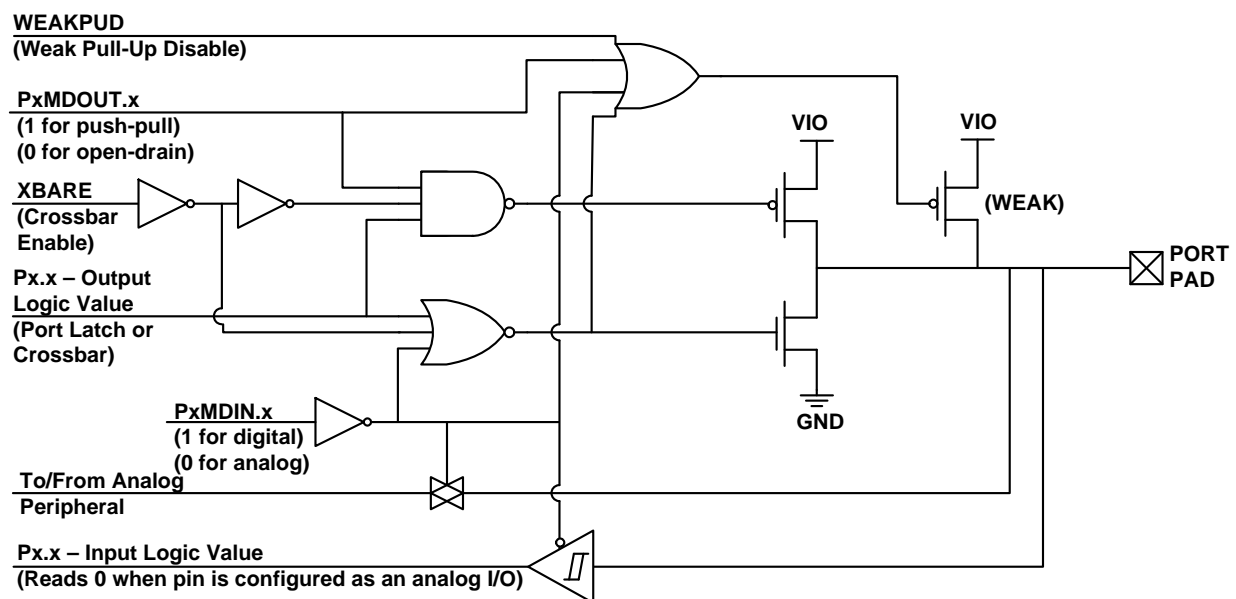 WEAKPUD
(Weak Pull-Up Disable)
PxMDOUT.x
(1 for push-pull)
(0 for open-drain)
XBARE
(Crossbar
Enable)
Px.x – Output
Logic Value
(Port Latch or
Crossbar)
PxMDIN.x
(1 for digital)
(0 for analog)
To/From Analog
Peripheral
Px.x – Input Logic Value
(Reads 0 when pin is configured as an analog I/O)
VIO
VIO
(WEAK)
PORT
PAD
GND